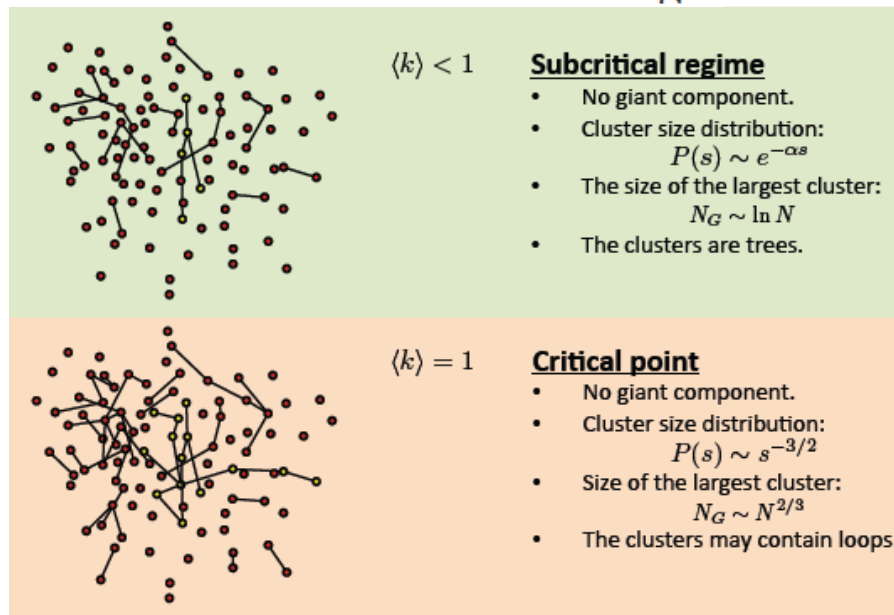 ⟨k⟩ < 1
Subcritical regime
• No giant component.
• Cluster size distribution:
P(s) ∼ e^{−αs}
• The size of the largest cluster:
N_G ∼ ln N
• The clusters are trees.
⟨k⟩ = 1
Critical point
• No giant component.
• Cluster size distribution:
P(s) ∼ s^{−3/2}
• Size of the largest cluster:
N_G ∼ N^{2/3}
• The clusters may contain loops